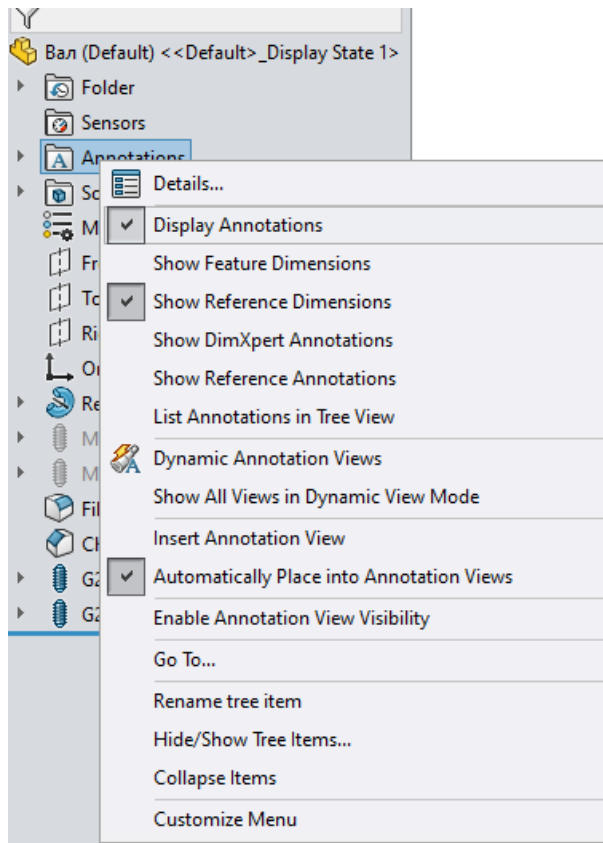 Вал (Default) <<Default>_Display State 1>
Folder
Sensors
Annotations
Details...
Display Annotations
Show Feature Dimensions
Show Reference Dimensions
Show DimXpert Annotations
Show Reference Annotations
List Annotations in Tree View
Dynamic Annotation Views
Show All Views in Dynamic View Mode
Insert Annotation View
Automatically Place into Annotation Views
Enable Annotation View Visibility
Go To...
Rename tree item
Hide/Show Tree Items...
Collapse Items
Customize Menu